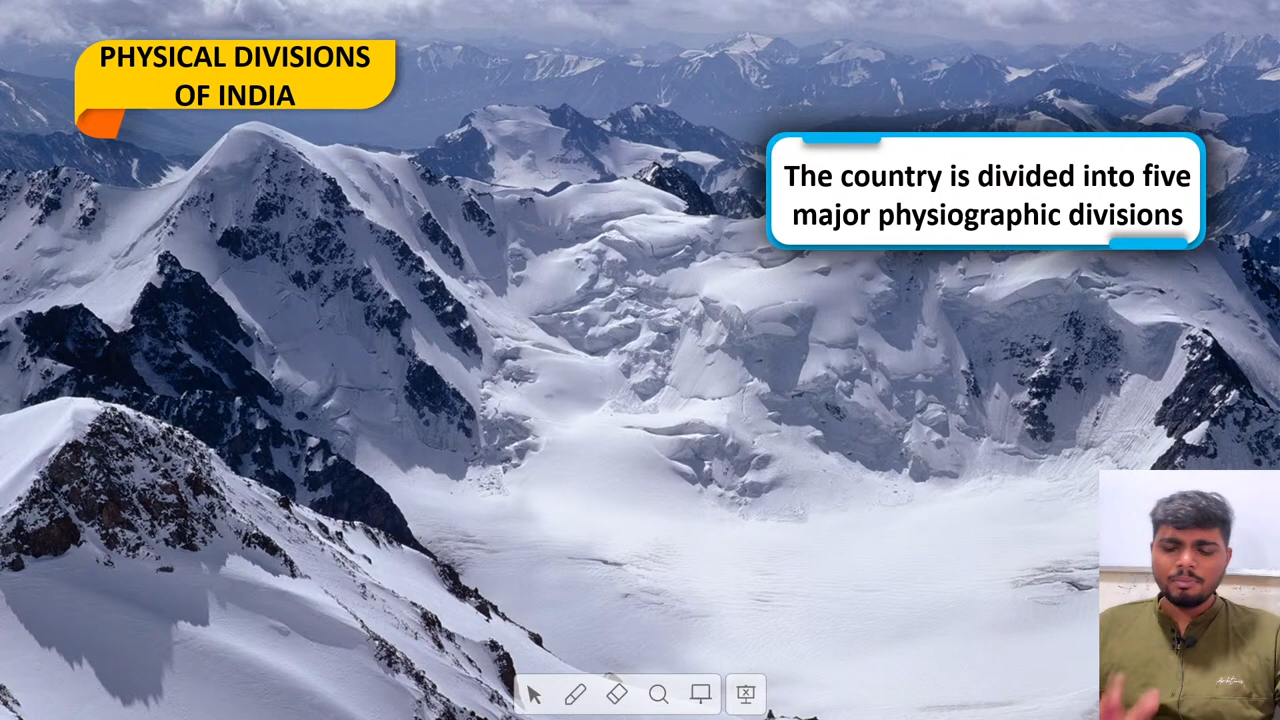 PHYSICAL DIVISIONS
OF INDIA
The country is divided into five
major physiographic divisions